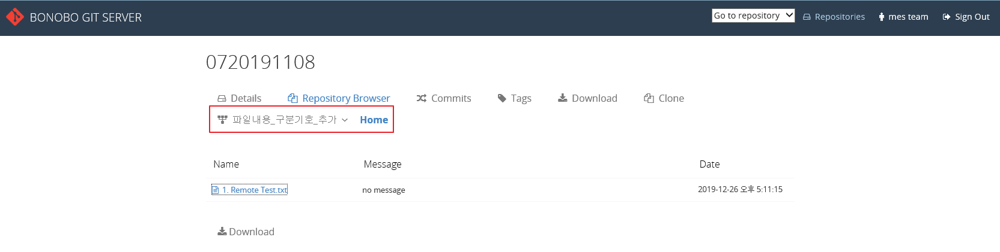 BONOBO GIT SERVER Go to repository Repositories mes team Sign Out
0720191108
Details Repository Browser Commits Tags Download Clone
파일내용_구분기호_추가 Home
Name Message Date
1. Remote Test.txt no message 2019-12-26 오후 5:11:15
Download